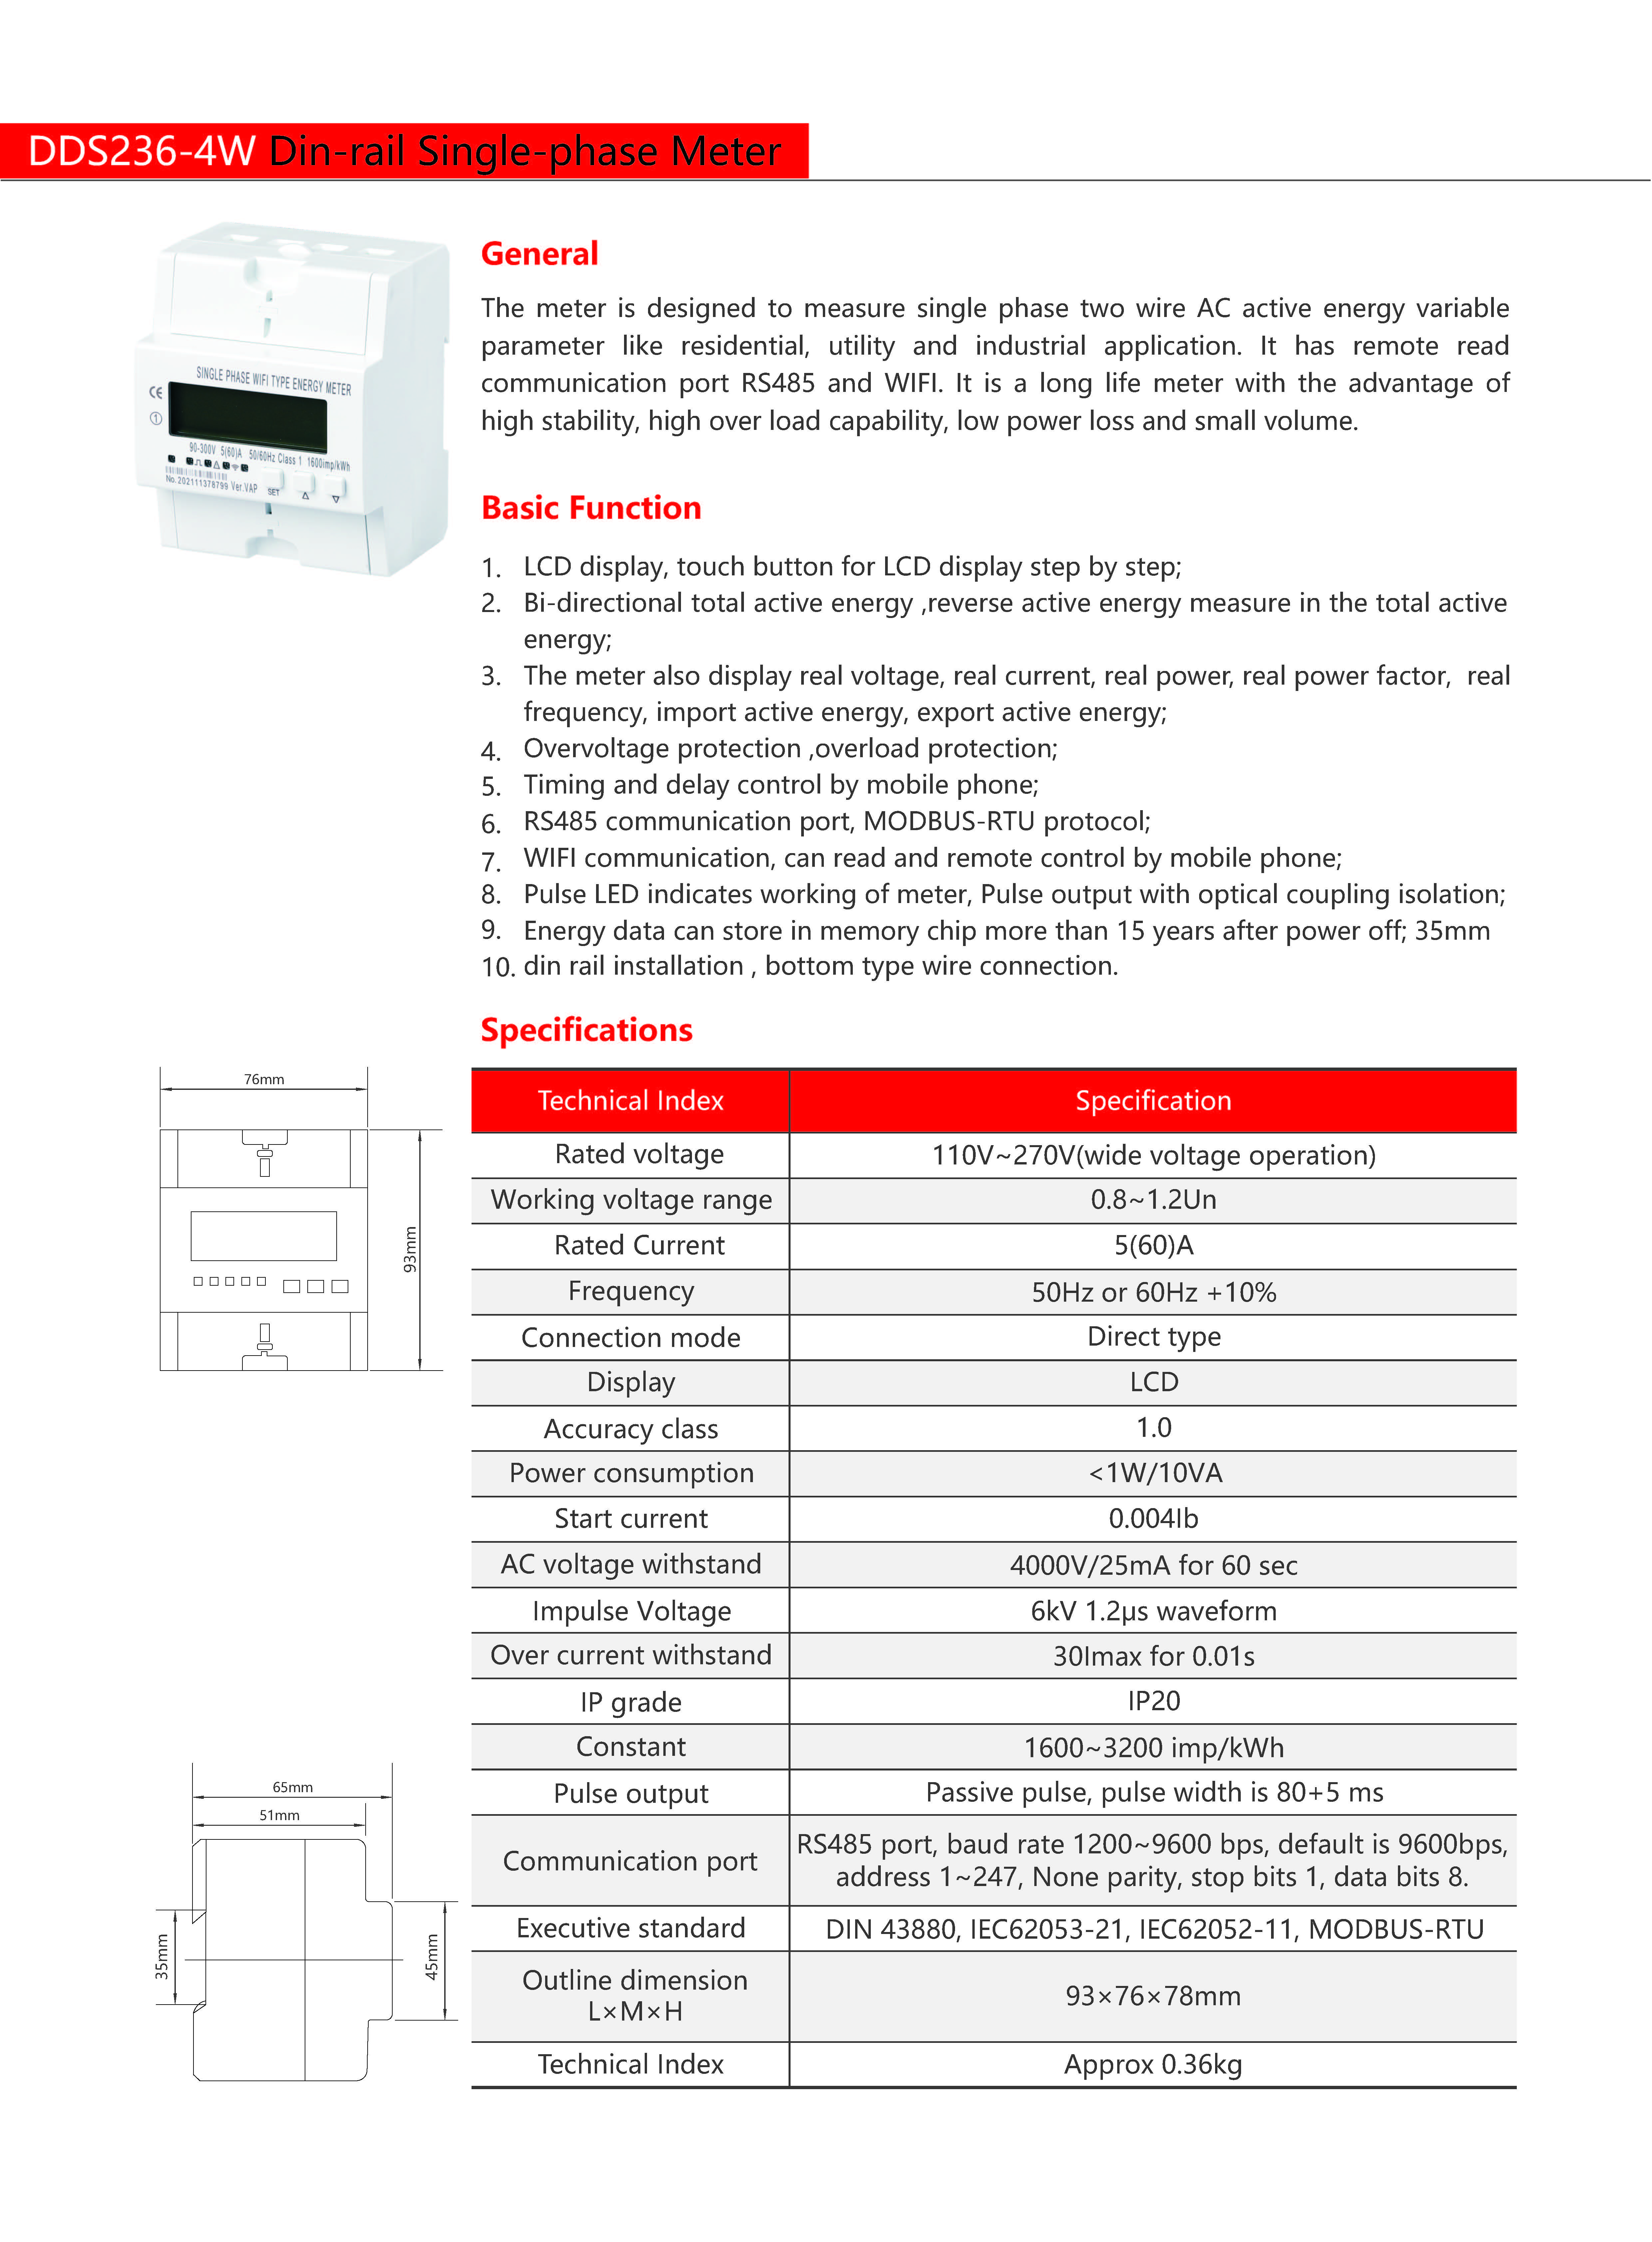 DDS236-4W Din-rail Single-phase Meter
SINGLE PHASE WIFI TYPE ENERGY METER
CE
1
90-300V 5(60)A 50/60Hz Class 1 1600imp/kWh
No. 202111378799 Ver.VAP
SET
General
The meter is designed to measure single phase two wire AC active energy variable
parameter like residential, utility and industrial application. It has remote read
communication port RS485 and WIFI. It is a long life meter with the advantage of
high stability, high over load capability, low power loss and small volume.
Basic Function
1. LCD display, touch button for LCD display step by step;
2. Bi-directional total active energy ,reverse active energy measure in the total active
energy;
3. The meter also display real voltage, real current, real power, real power factor, real
frequency, import active energy, export active energy;
4. Overvoltage protection ,overload protection;
5. Timing and delay control by mobile phone;
6. RS485 communication port, MODBUS-RTU protocol;
7. WIFI communication, can read and remote control by mobile phone;
8. Pulse LED indicates working of meter, Pulse output with optical coupling isolation;
9. Energy data can store in memory chip more than 15 years after power off; 35mm
10. din rail installation , bottom type wire connection.
Specifications
Technical Index Specification
Rated voltage 110V~270V(wide voltage operation)
Working voltage range 0.8~1.2Un
Rated Current 5(60)A
Frequency 50Hz or 60Hz +10%
Connection mode Direct type
Display LCD
Accuracy class 1.0
Power consumption <1W/10VA
Start current 0.004Ib
AC voltage withstand 4000V/25mA for 60 sec
Impulse Voltage 6kV 1.2μs waveform
Over current withstand 30Imax for 0.01s
IP grade IP20
Constant 1600~3200 imp/kWh
Pulse output Passive pulse, pulse width is 80+5 ms
Communication port RS485 port, baud rate 1200~9600 bps, default is 9600bps,
address 1~247, None parity, stop bits 1, data bits 8.
Executive standard DIN 43880, IEC62053-21, IEC62052-11, MODBUS-RTU
Outline dimension
L×M×H 93×76×78mm
Technical Index Approx 0.36kg
76mm
93mm
65mm
51mm
35mm
45mm